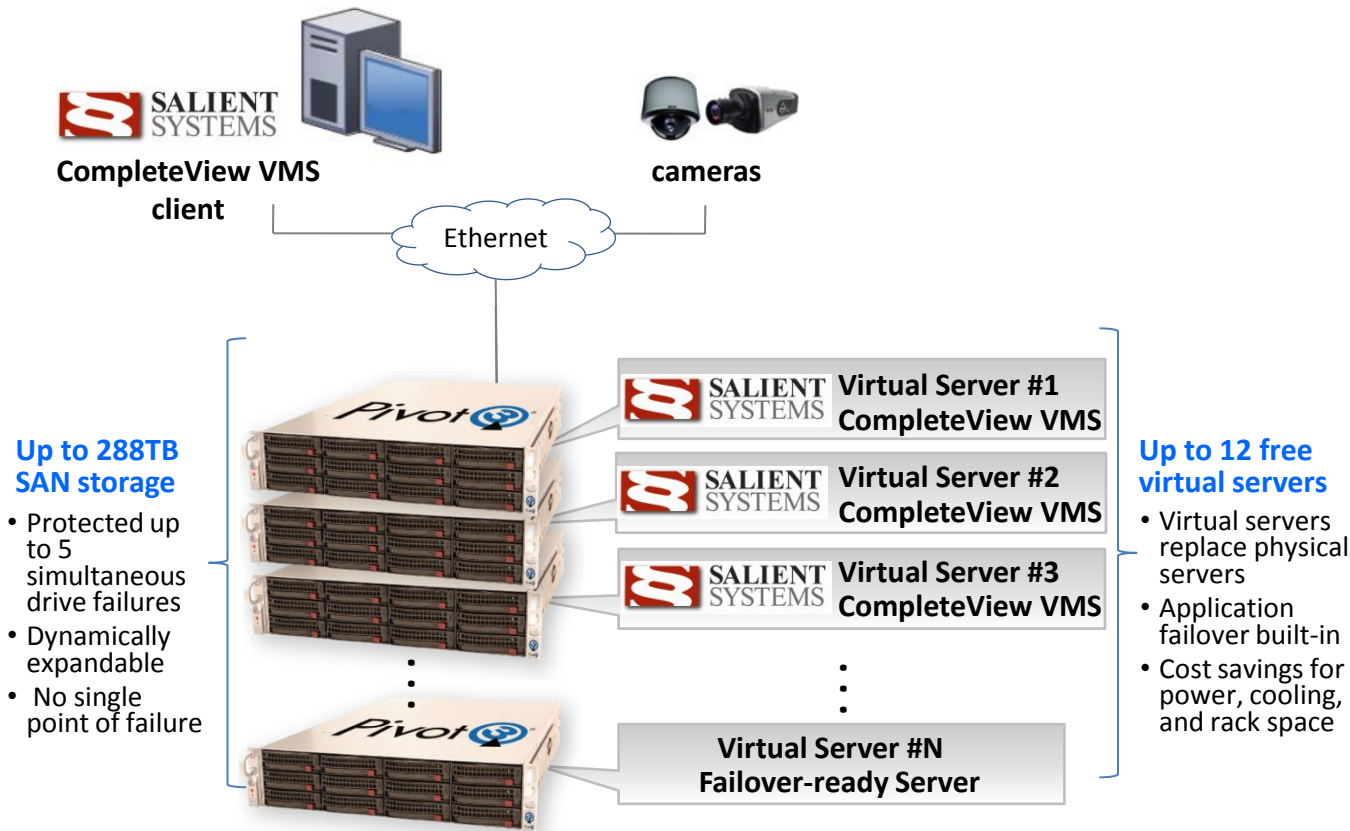 SALIENT
SYSTEMS
CompleteView VMS
client
cameras
Ethernet
Pivot3
SALIENT
SYSTEMS
Virtual Server #1
CompleteView VMS
SALIENT
SYSTEMS
Virtual Server #2
CompleteView VMS
SALIENT
SYSTEMS
Virtual Server #3
CompleteView VMS
Pivot3
Virtual Server #N
Failover-ready Server
Up to 288TB
SAN storage
• Protected up
to 5
simultaneous
drive failures
• Dynamically
expandable
• No single
point of failure
Up to 12 free
virtual servers
• Virtual servers
replace physical
servers
• Application
failover built-in
• Cost savings for
power, cooling,
and rack space